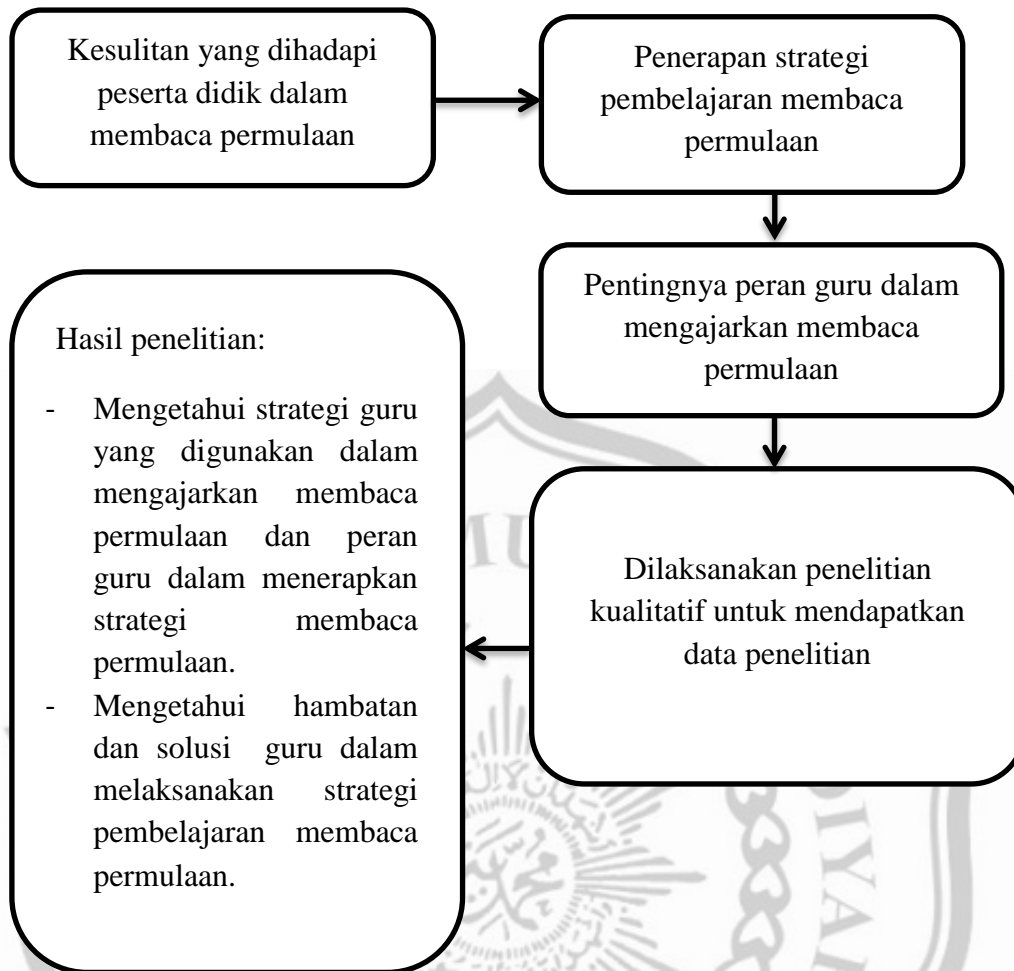 Kesulitan yang dihadapi
peserta didik dalam
membaca permulaan
Penerapan strategi
pembelajaran membaca
permulaan
Pentingnya peran guru dalam
mengajarkan membaca
permulaan
Dilaksanakan penelitian
kualitatif untuk mendapatkan
data penelitian
Hasil penelitian:
- Mengetahui strategi guru
yang digunakan dalam
mengajarkan membaca
permulaan dan peran
guru dalam menerapkan
strategi membaca
permulaan.
- Mengetahui hambatan
dan solusi guru dalam
melaksanakan strategi
pembelajaran membaca
permulaan.